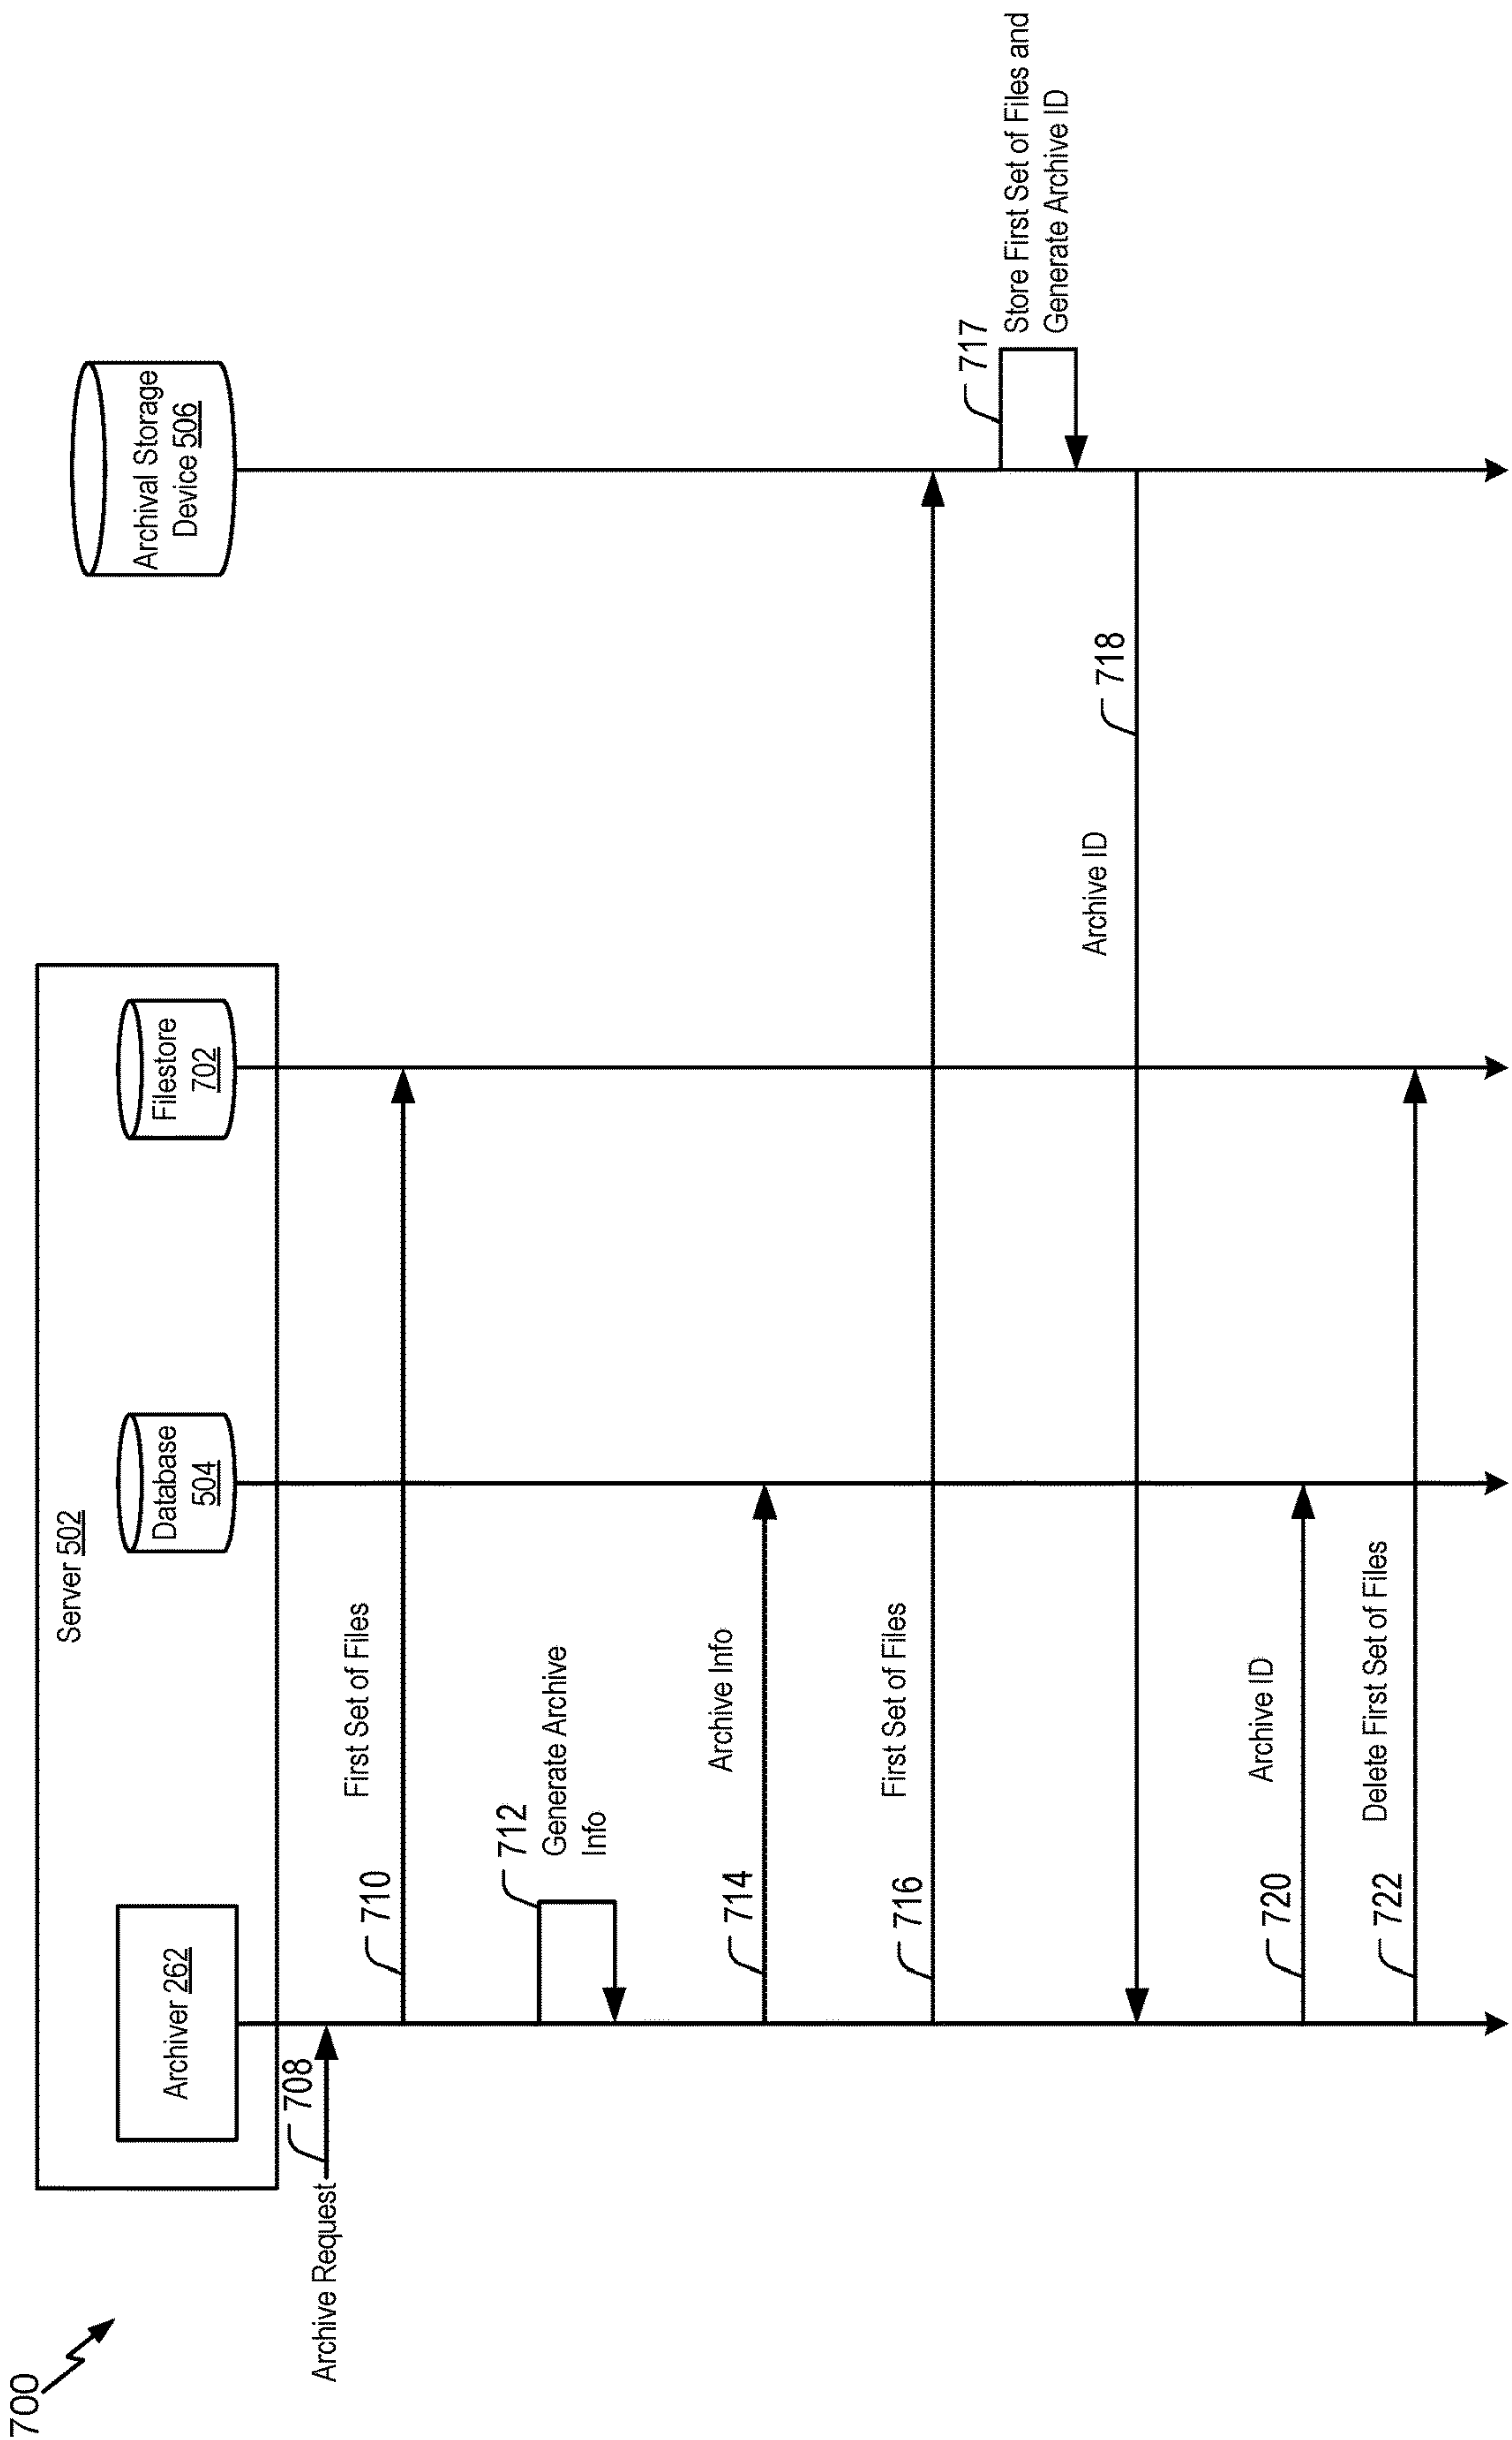 700
Server 502
Archiver 262
Database
504
Filestore
702
Archival Storage
Device 506
Archive Request
708
710
First Set of Files
712
Generate Archive
Info
714
Archive Info
716
First Set of Files
717
Store First Set of Files and
Generate Archive ID
Archive ID
718
720
Archive ID
722
Delete First Set of Files